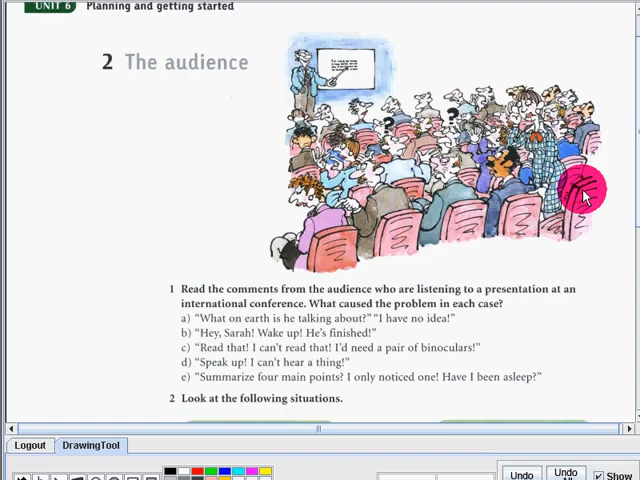 UNIT 6 Planning and getting started
2 The audience
1 Read the comments from the audience who are listening to a presentation at an
international conference. What caused the problem in each case?
a) “What on earth is he talking about?” “I have no idea!”
b) “Hey, Sarah! Wake up! He’s finished!”
c) “Read that! I can’t read that! I’d need a pair of binoculars!”
d) “Speak up! I can’t hear a thing!”
e) “Summarize four main points? I only noticed one! Have I been asleep?”
2 Look at the following situations.
Logout DrawingTool
Undo Undo All Show